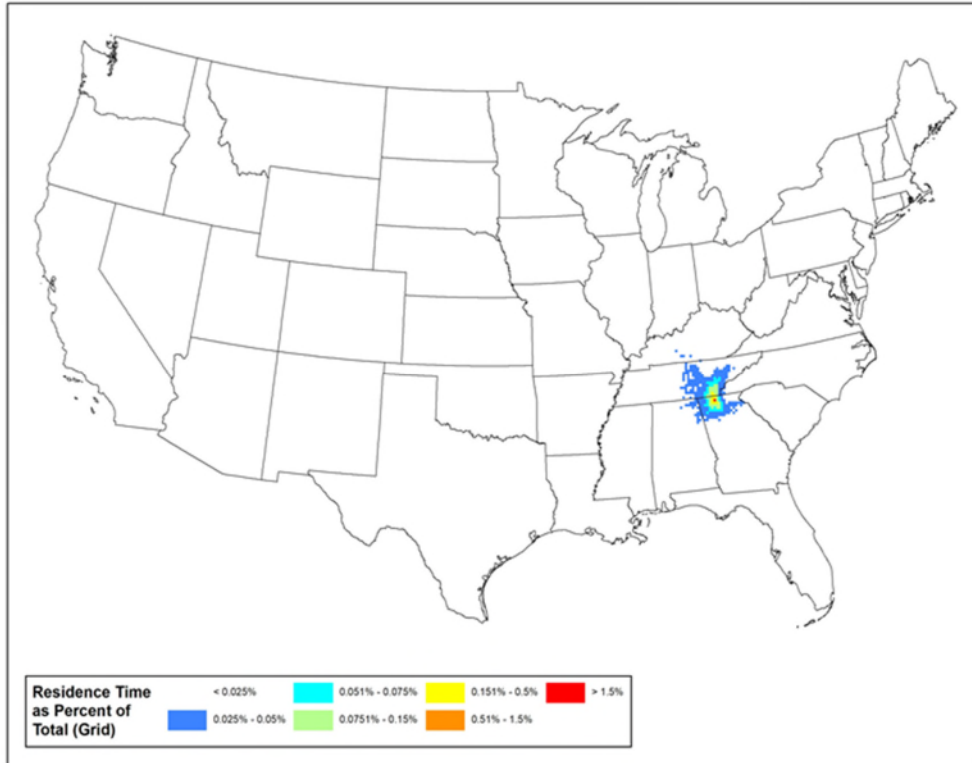 Residence Time
as Percent of
Total (Grid)
< 0.025%
0.051% - 0.075%
0.151% - 0.5%
> 1.5%
0.025% - 0.05%
0.0751% - 0.15%
0.51% - 1.5%